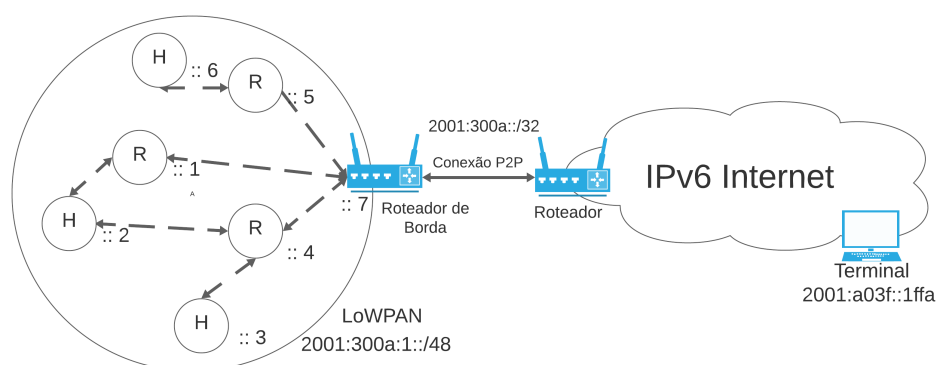 H
:: 6
R
:: 5
2001:300a::/32
R
:: 1
A
Conexão P2P
IPv6 Internet
H
:: 2
R
:: 4
:: 7
Roteador de
Borda
Roteador
Terminal
2001:a03f::1ffa
H
:: 3
LoWPAN
2001:300a:1::/48